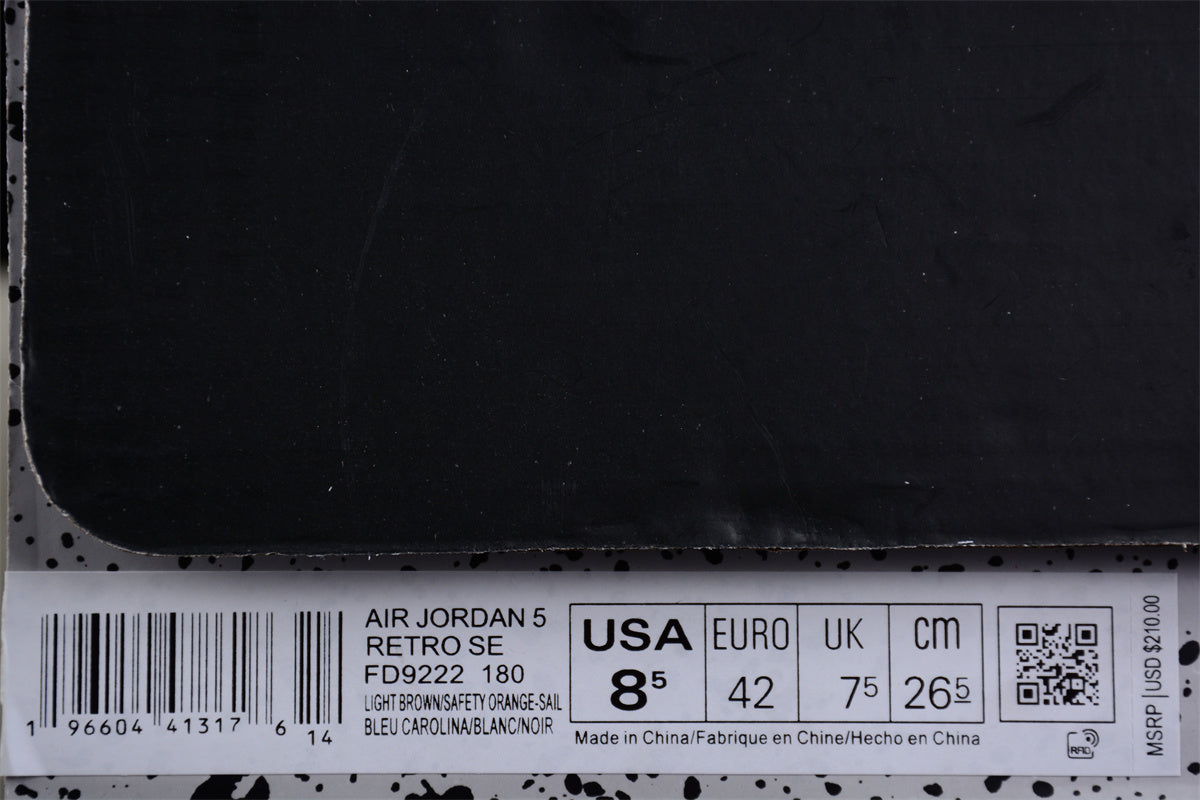 AIR JORDAN 5
RETRO SE
FD9222 180
LIGHT BROWN/SAFETY ORANGE-SAIL
BLEU CAROLINA/BLANC/NOIR
1 96604 41317 6 14
USA EURO UK cm
8⁵ 42 7⁵ 26⁵
Made in China/Fabrique en Chine/Hecho en China
RFID
MSRP | USD $210.00